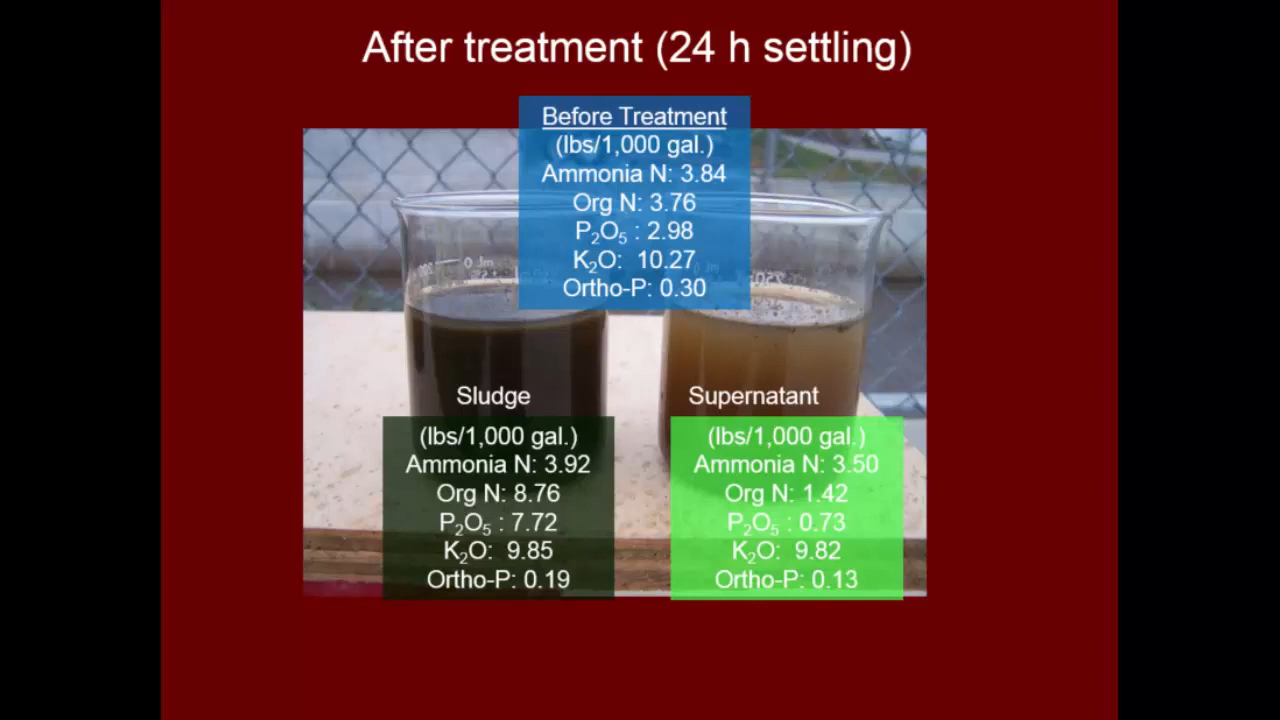 After treatment (24 h settling)
Before Treatment
(lbs/1,000 gal.)
Ammonia N: 3.84
Org N: 3.76
P₂O₅ : 2.98
K₂O:  10.27
Ortho-P: 0.30
Sludge
(lbs/1,000 gal.)
Ammonia N: 3.92
Org N: 8.76
P₂O₅ : 7.72
K₂O:  9.85
Ortho-P: 0.19
Supernatant
(lbs/1,000 gal.)
Ammonia N: 3.50
Org N: 1.42
P₂O₅ : 0.73
K₂O:  9.82
Ortho-P: 0.13